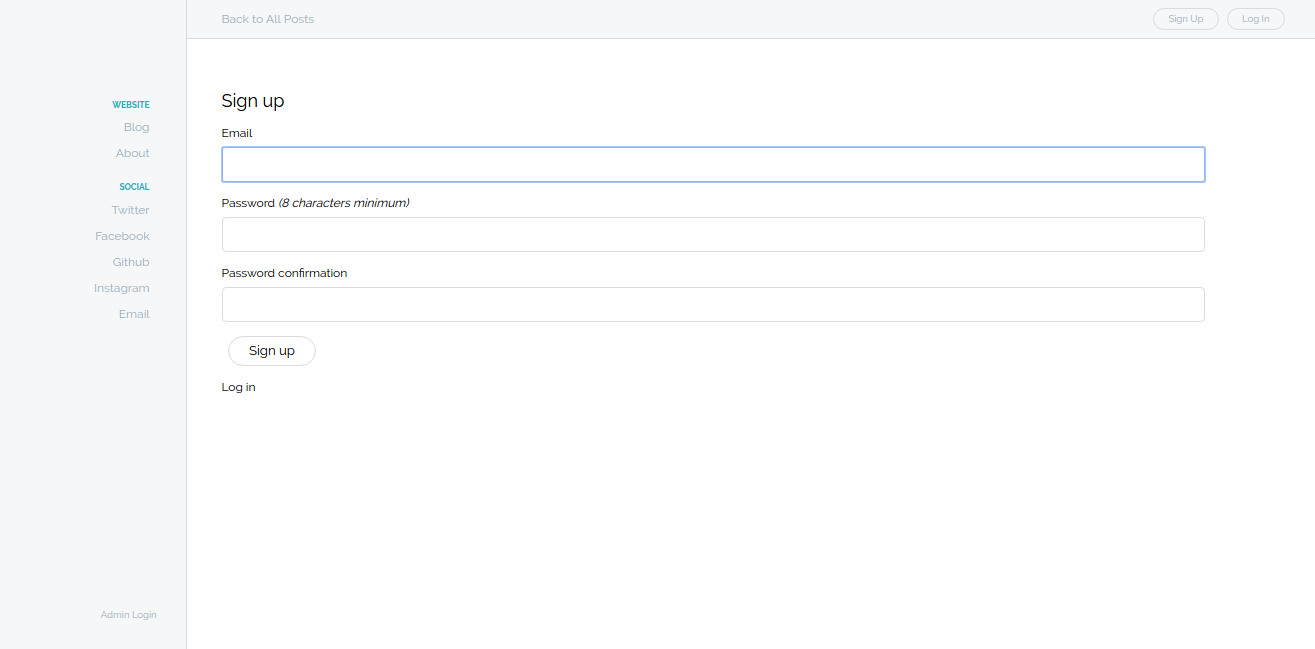 Back to All Posts
Sign Up
Log In
WEBSITE
Blog
About
SOCIAL
Twitter
Facebook
Github
Instagram
Email
Admin Login
Sign up
Email
Password (8 characters minimum)
Password confirmation
Sign up
Log in